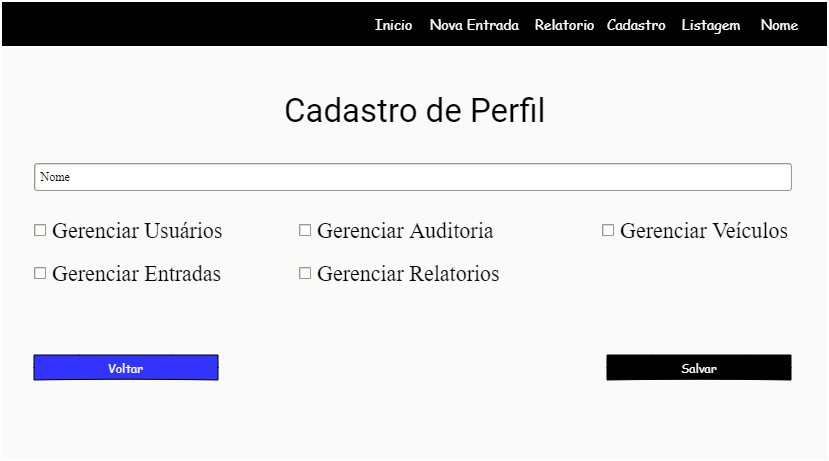 Inicio Nova Entrada Relatorio Cadastro Listagem Nome
Cadastro de Perfil
Nome
Gerenciar Usuários Gerenciar Auditoria Gerenciar Veículos
Gerenciar Entradas Gerenciar Relatorios
Voltar Salvar